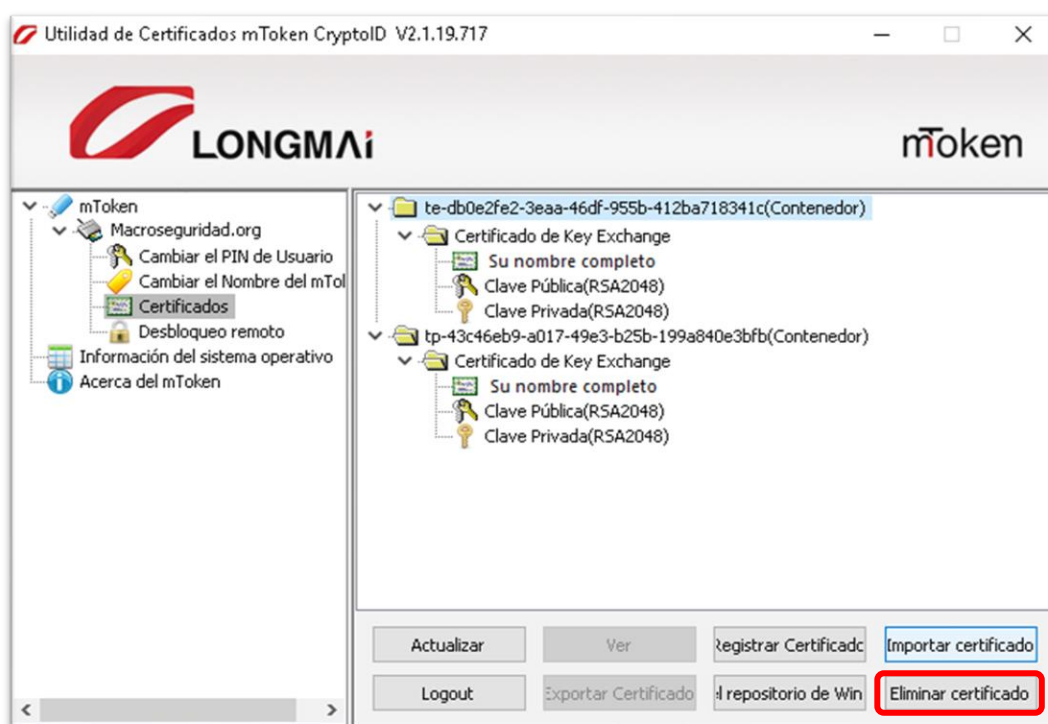 Utilidad de Certificados mToken CryptoID V2.1.19.717
LONGMAi
mToken
mToken
Macroseguridad.org
Cambiar el PIN de Usuario
Cambiar el Nombre del mTol
Certificados
Desbloqueo remoto
Información del sistema operativo
Acerca del mToken
te-db0e2fe2-3eaa-46df-955b-412ba718341c(Contenedor)
Certificado de Key Exchange
Su nombre completo
Clave Pública(RSA2048)
Clave Privada(RSA2048)
tp-43c46eb9-a017-49e3-b25b-199a840e3bfb(Contenedor)
Certificado de Key Exchange
Su nombre completo
Clave Pública(RSA2048)
Clave Privada(RSA2048)
Actualizar Ver Registrar Certificado Importar certificado
Logout Exportar Certificado el repositorio de Win Eliminar certificado